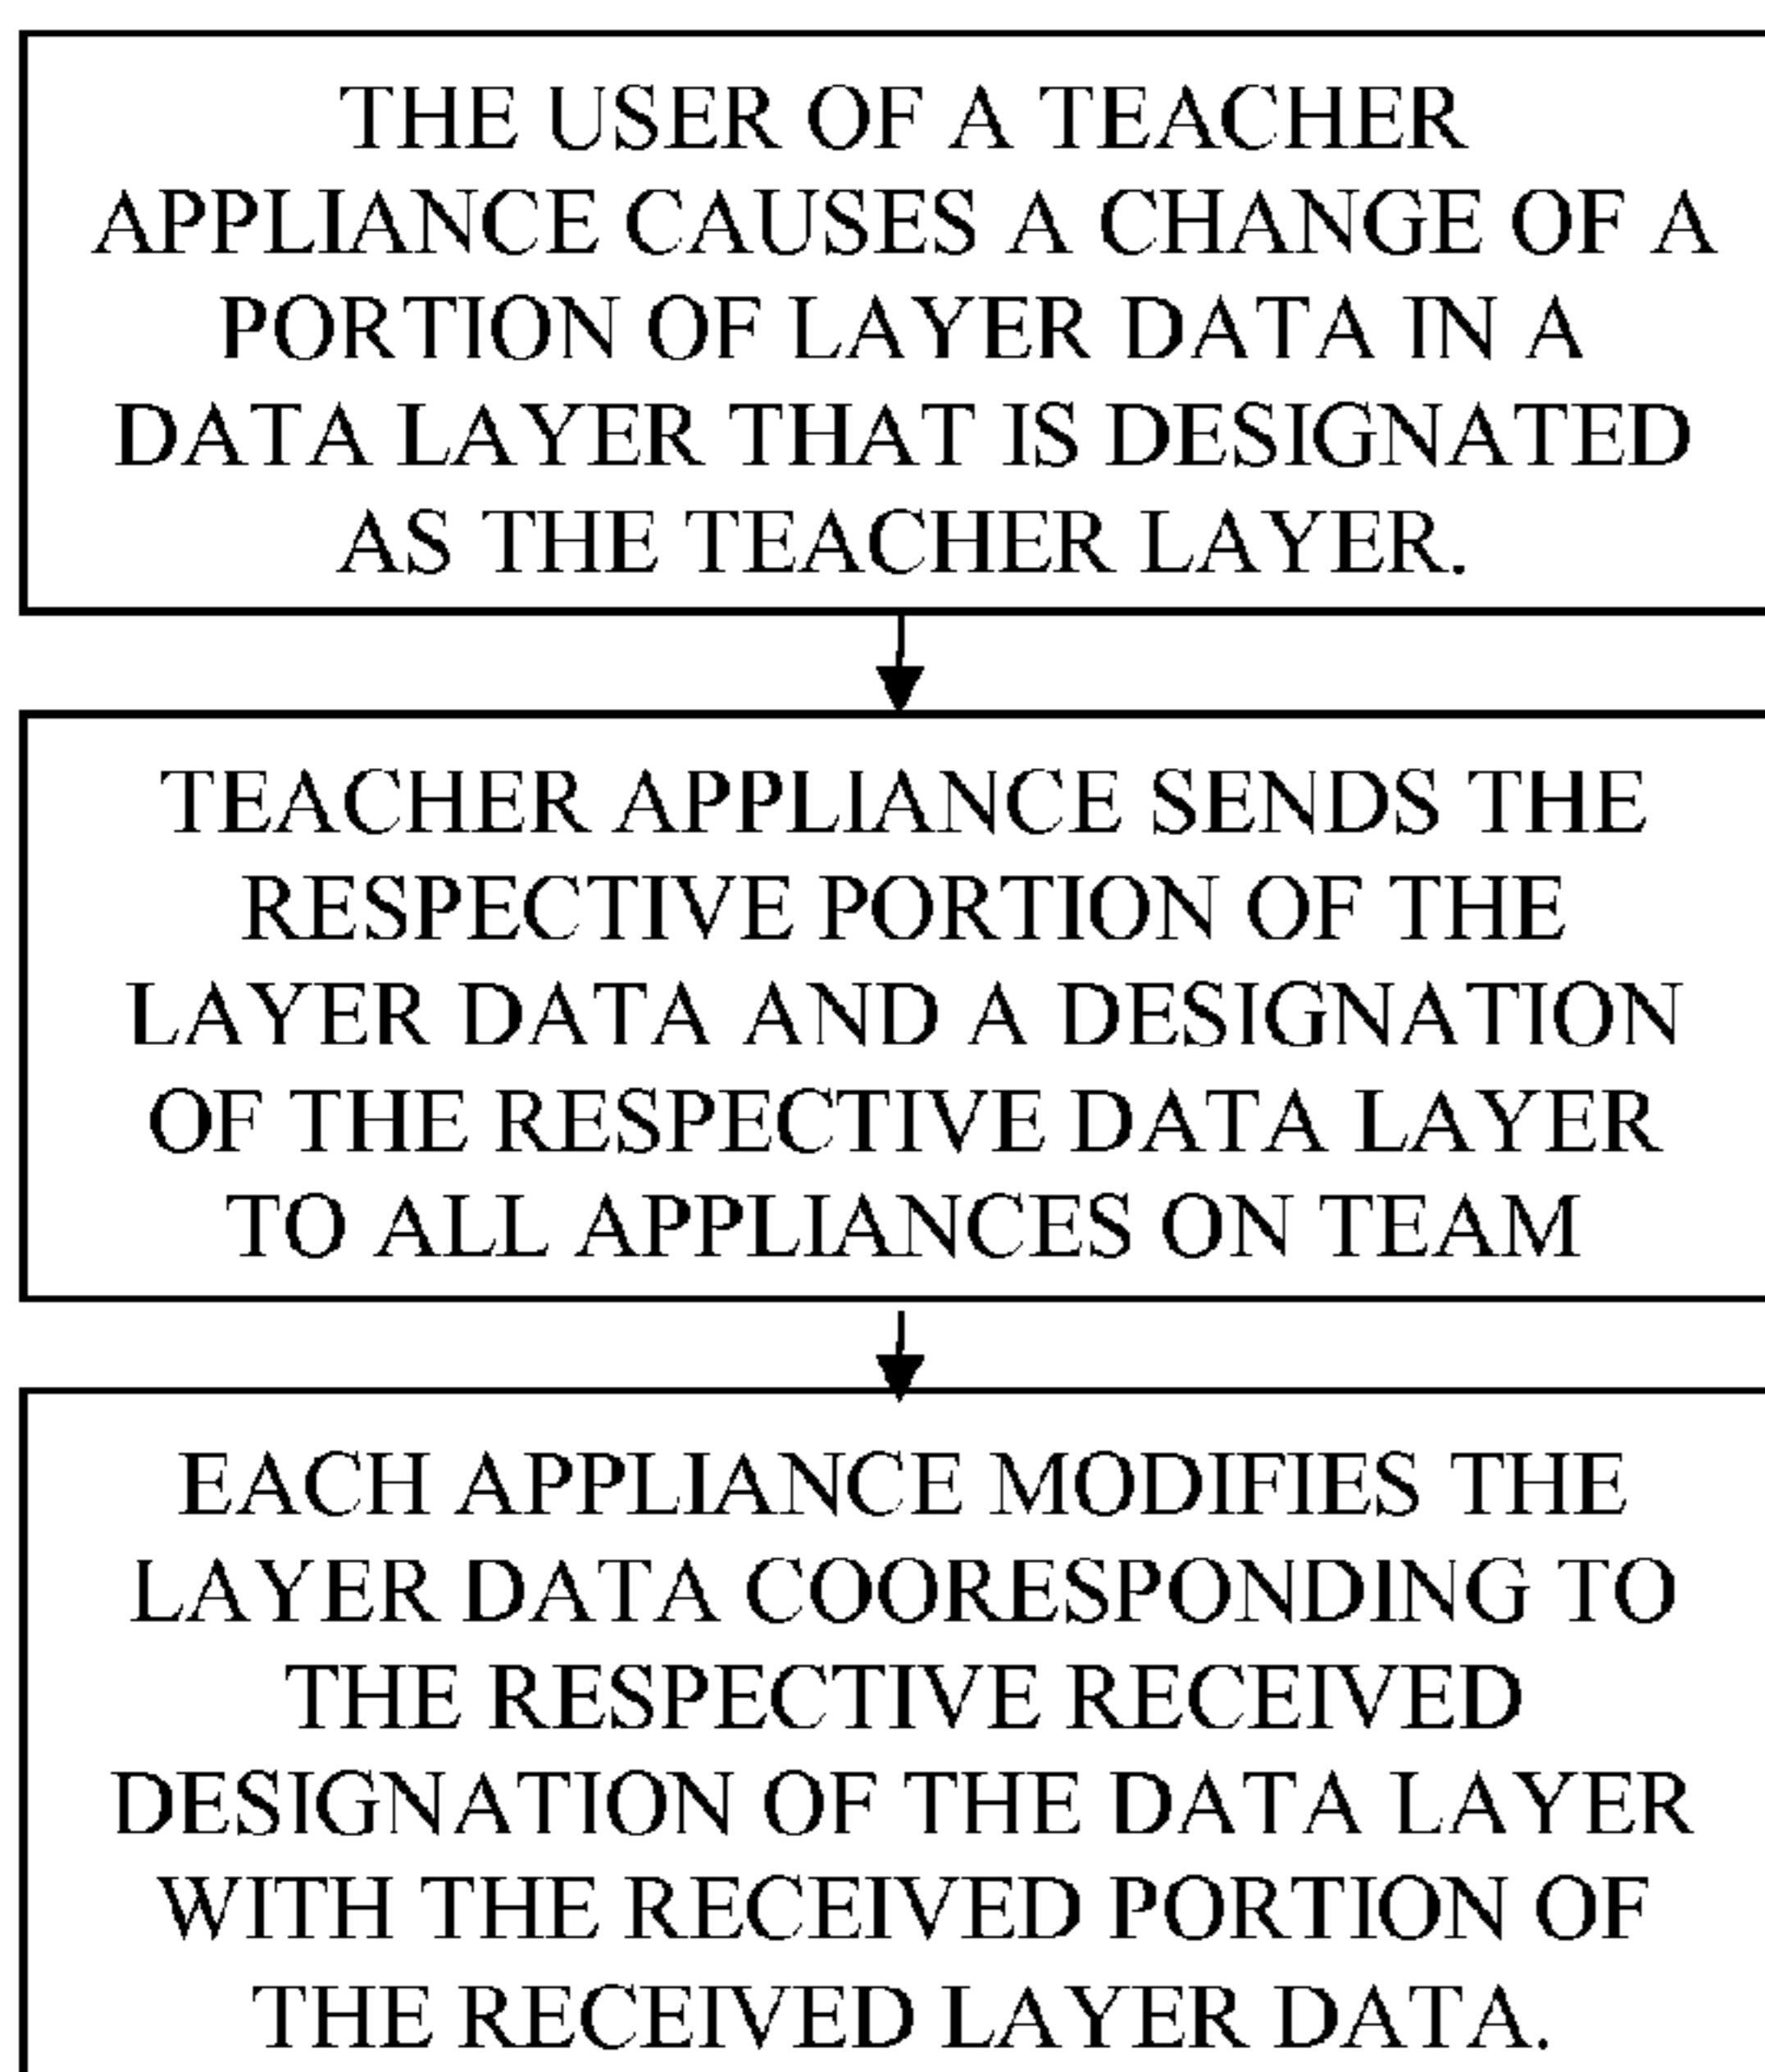 THE USER OF A TEACHER
APPLIANCE CAUSES A CHANGE OF A
PORTION OF LAYER DATA IN A
DATA LAYER THAT IS DESIGNATED
AS THE TEACHER LAYER.
TEACHER APPLIANCE SENDS THE
RESPECTIVE PORTION OF THE
LAYER DATA AND A DESIGNATION
OF THE RESPECTIVE DATA LAYER
TO ALL APPLIANCES ON TEAM
EACH APPLIANCE MODIFIES THE
LAYER DATA COORESPONDING TO
THE RESPECTIVE RECEIVED
DESIGNATION OF THE DATA LAYER
WITH THE RECEIVED PORTION OF
THE RECEIVED LAYER DATA.